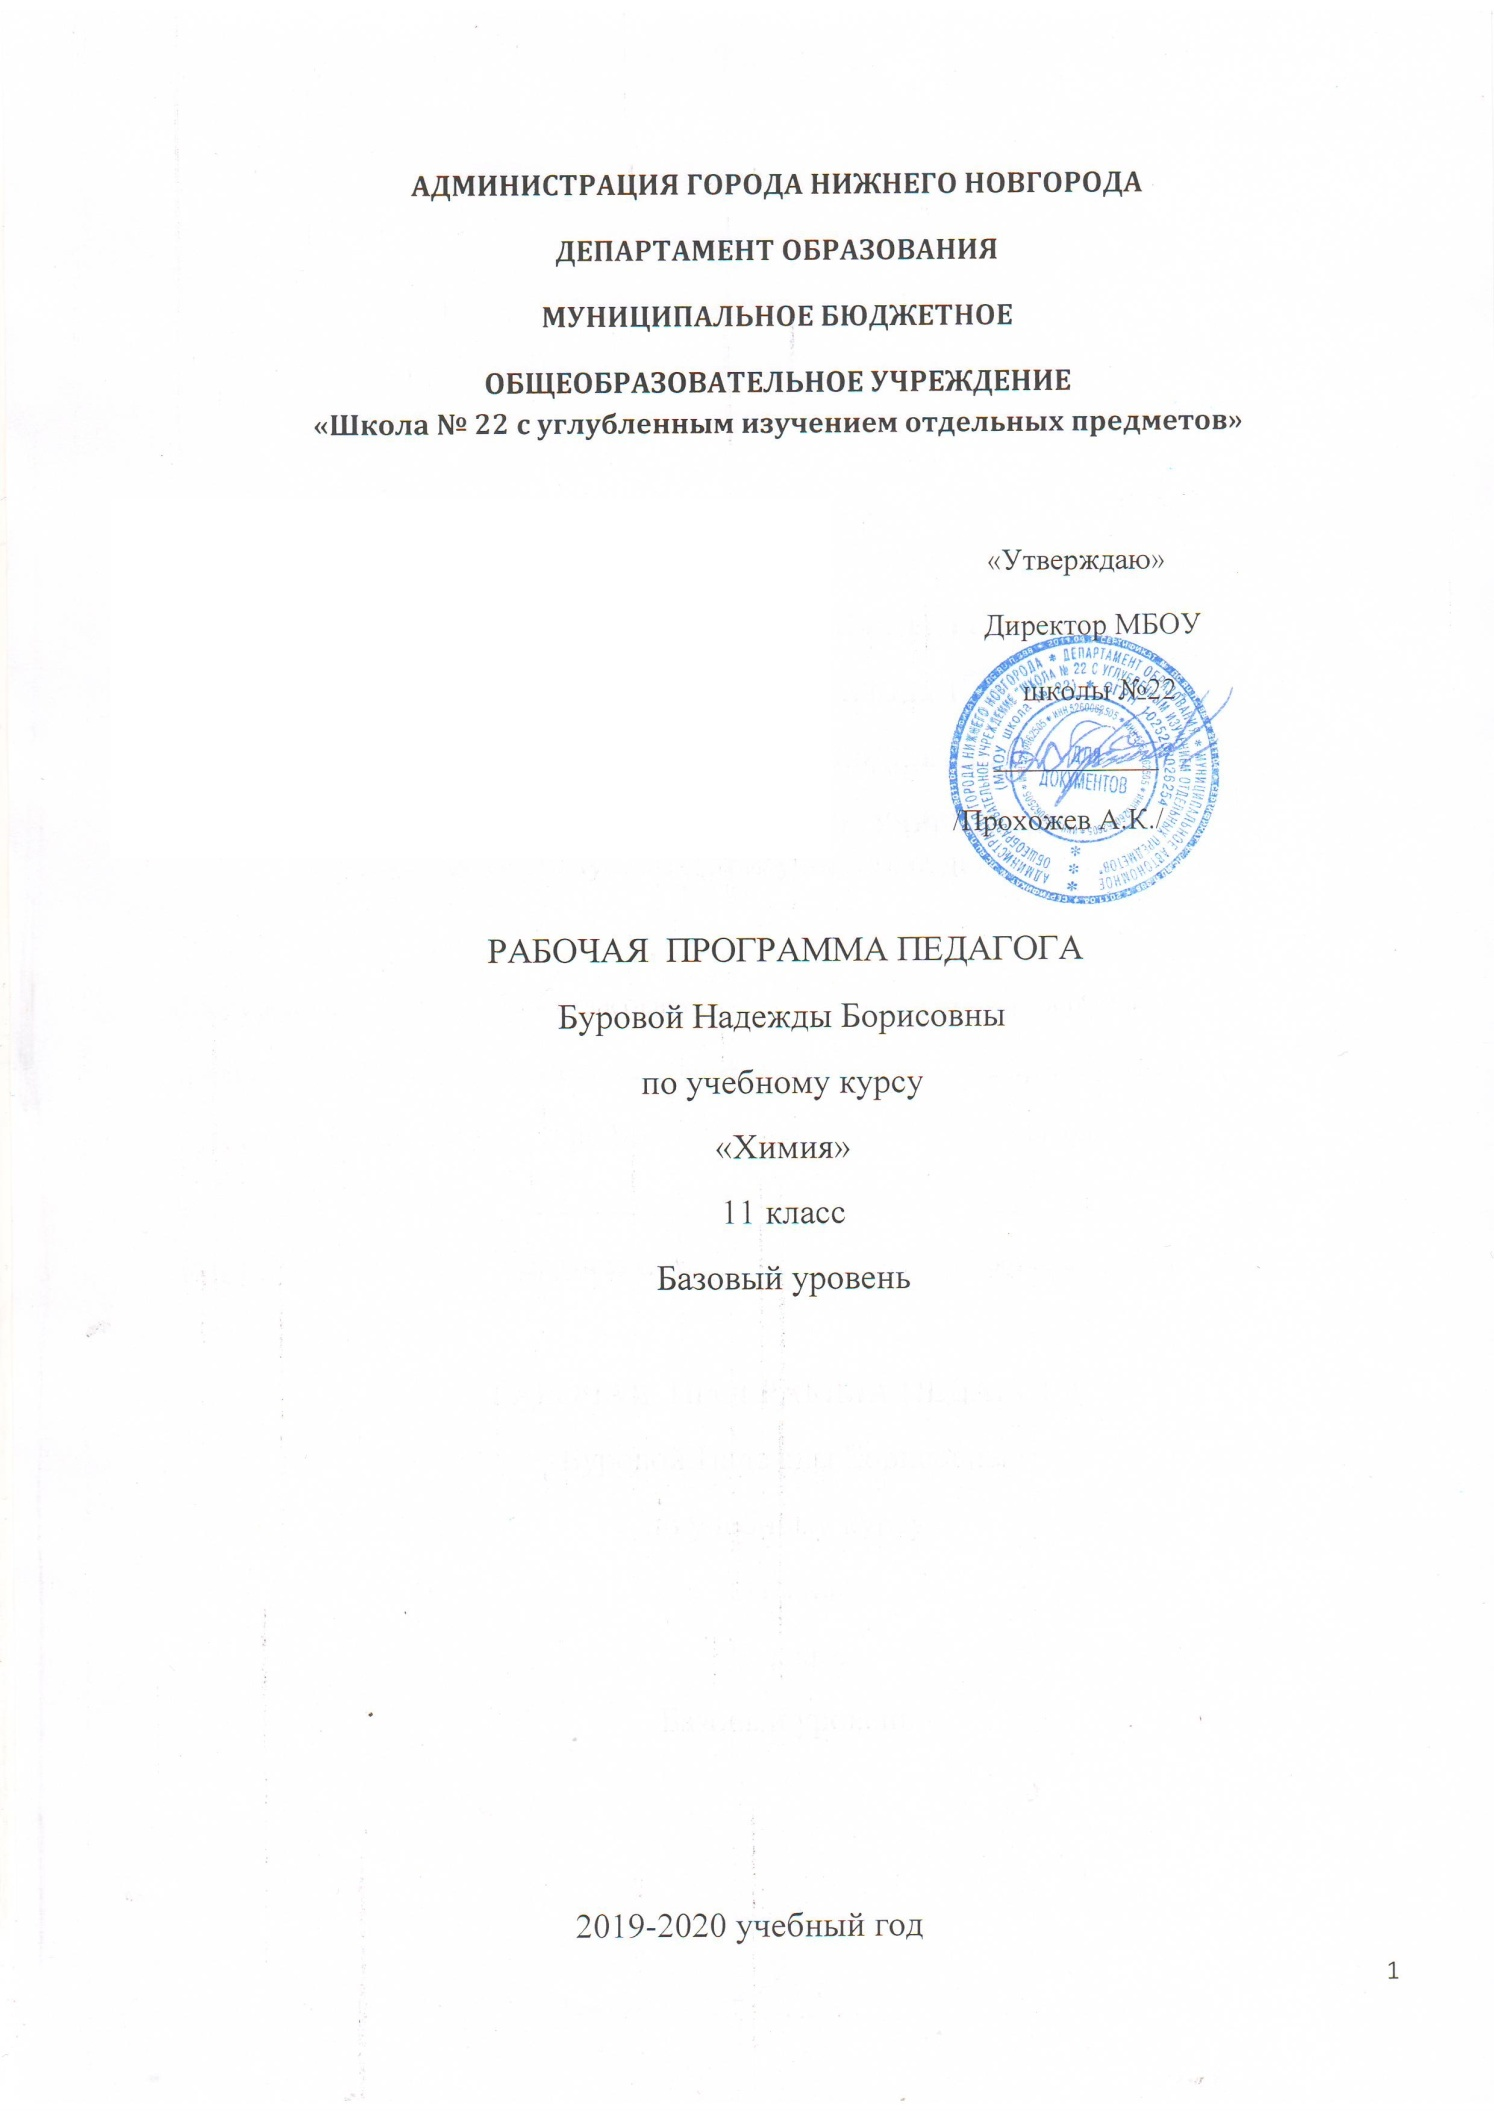 АДМИНИСТРАЦИЯ ГОРОДА НИЖНЕГО НОВГОРОДА
ДЕПАРТАМЕНТ ОБРАЗОВАНИЯ
МУНИЦИПАЛЬНОЕ БЮДЖЕТНОЕ
ОБЩЕОБРАЗОВАТЕЛЬНОЕ УЧРЕЖДЕНИЕ
«Школа № 22 с углубленным изучением отдельных предметов»
«Утверждаю»
Директор МБОУ
школы №22
ДЛЯ
ДОКУМЕНТОВ
/Прохожев А.К./
РАБОЧАЯ ПРОГРАММА ПЕДАГОГА
Буровой Надежды Борисовны
по учебному курсу
«Химия»
11 класс
Базовый уровень
2019-2020 учебный год
1